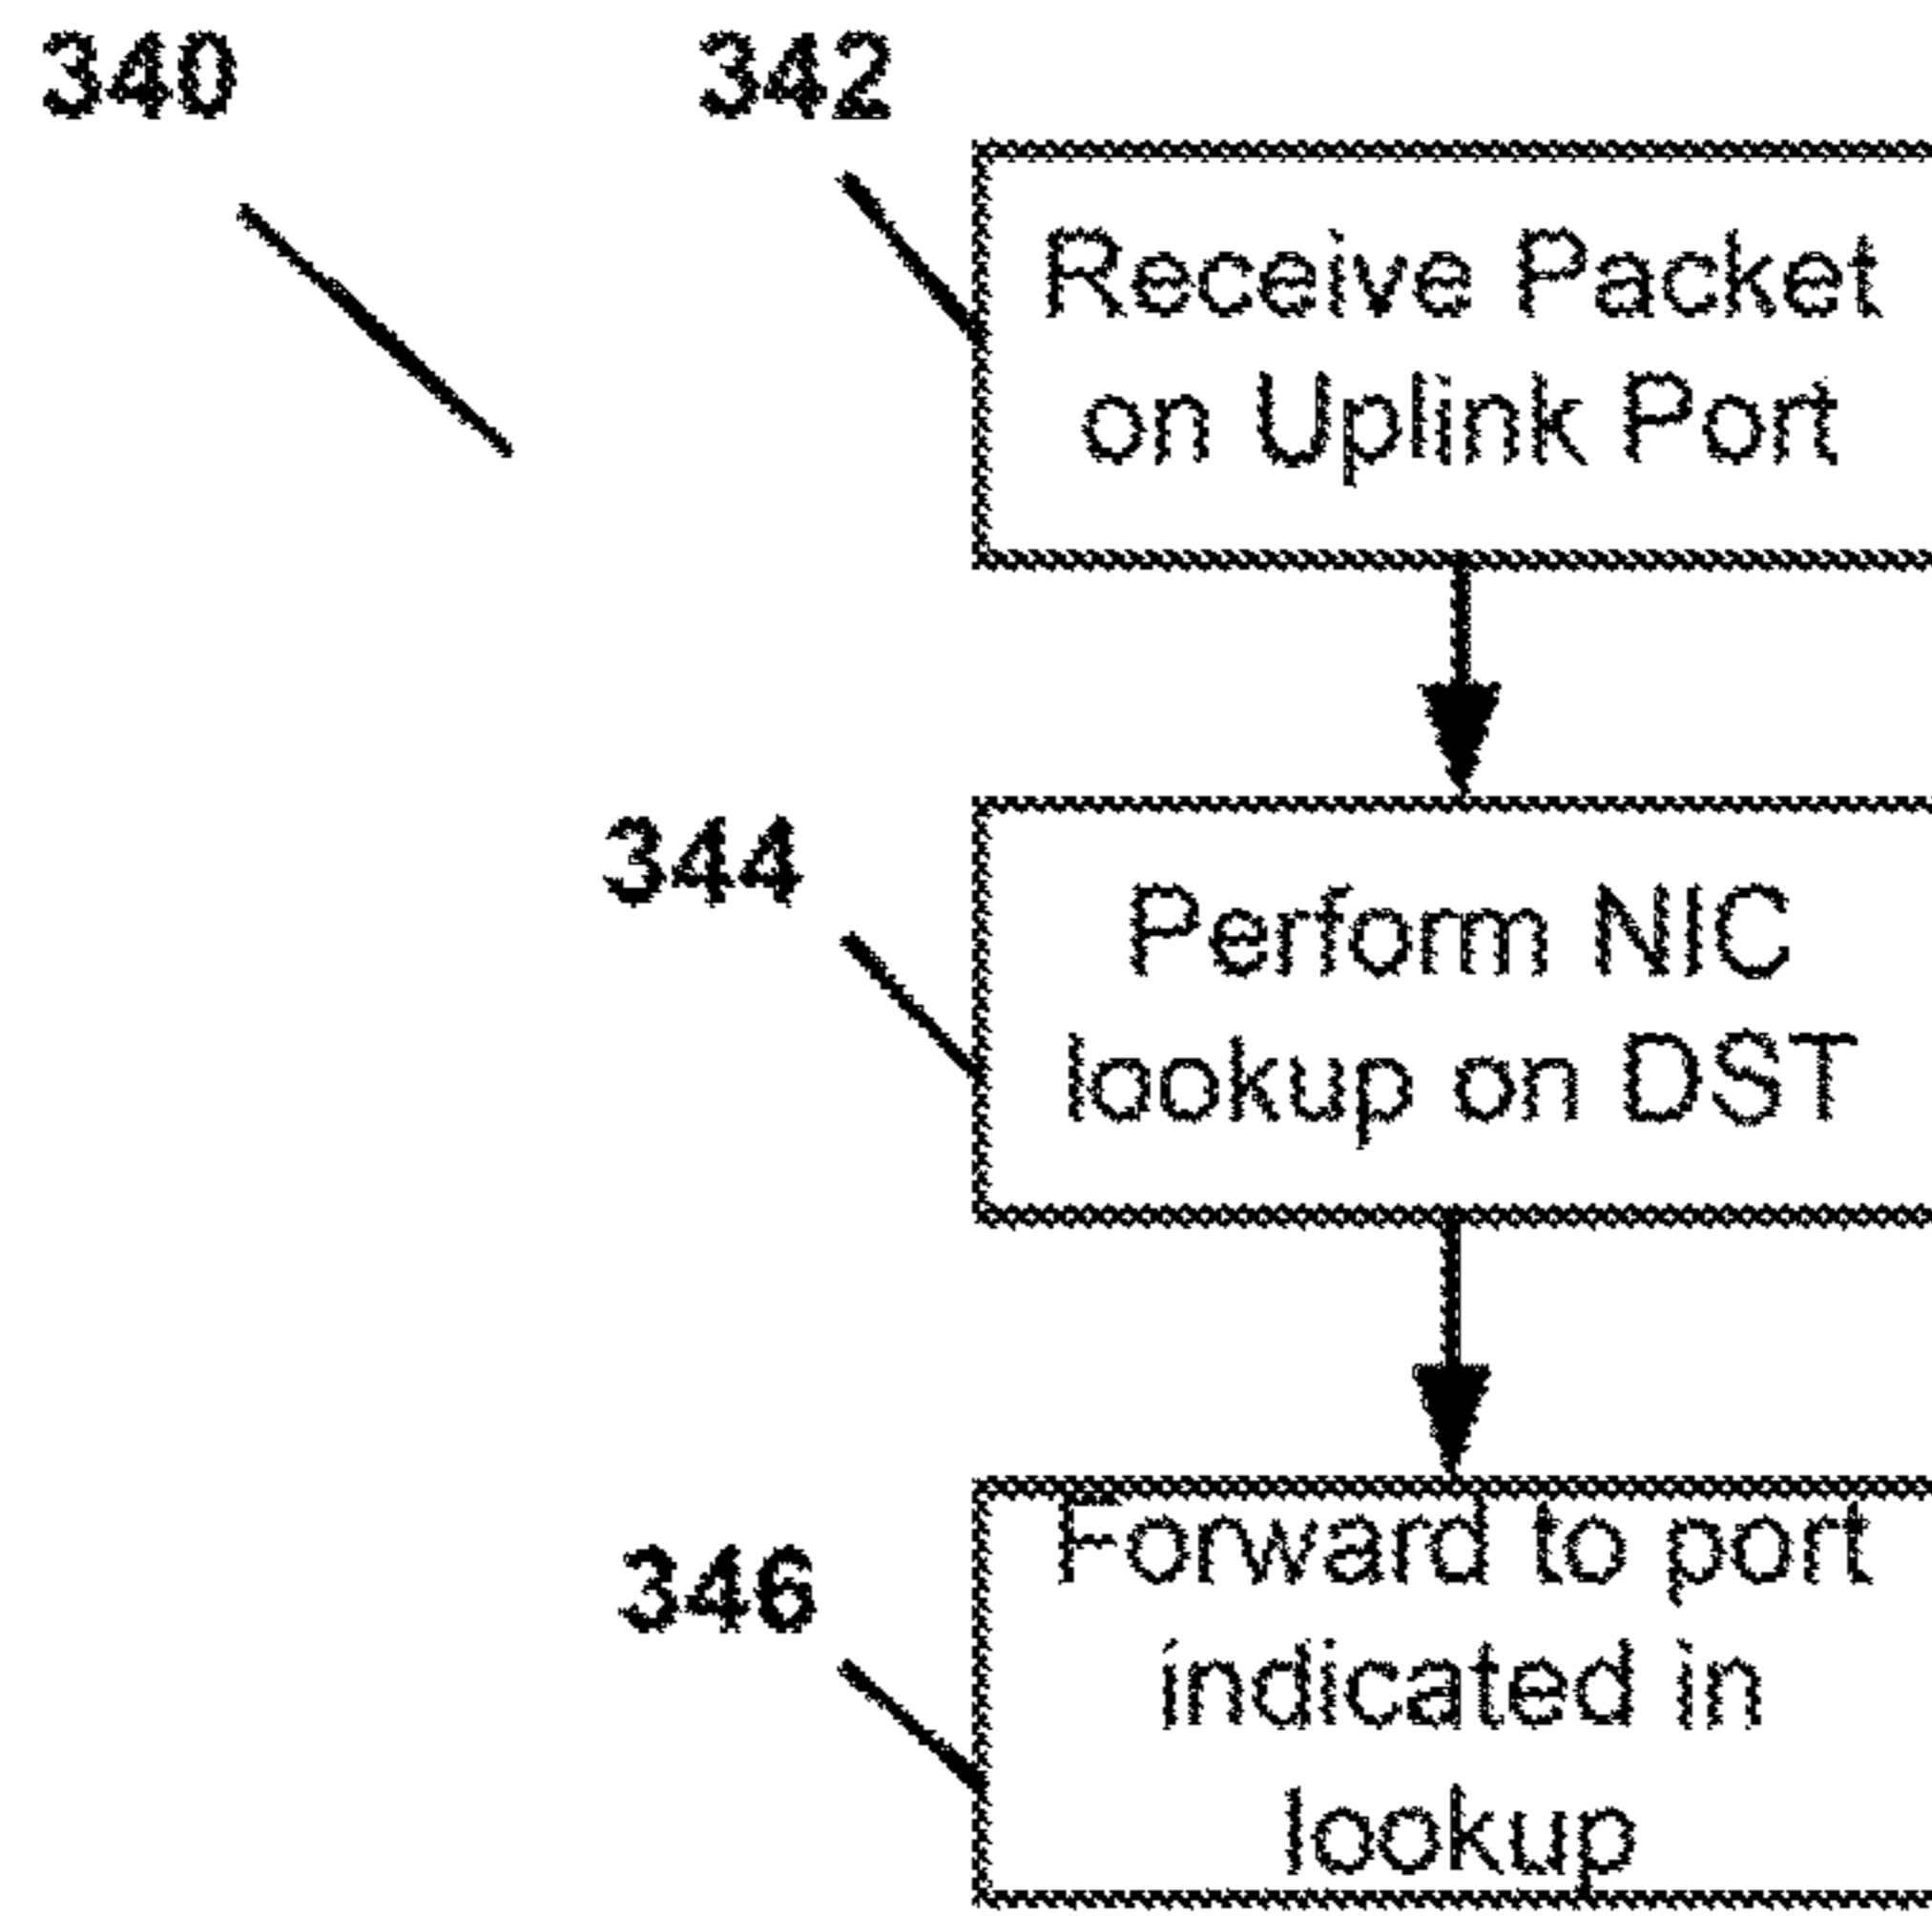 340
342
Receive Packet
on Uplink Port
344
Perform NIC
lookup on DST
346
Forward to port
indicated in
lookup